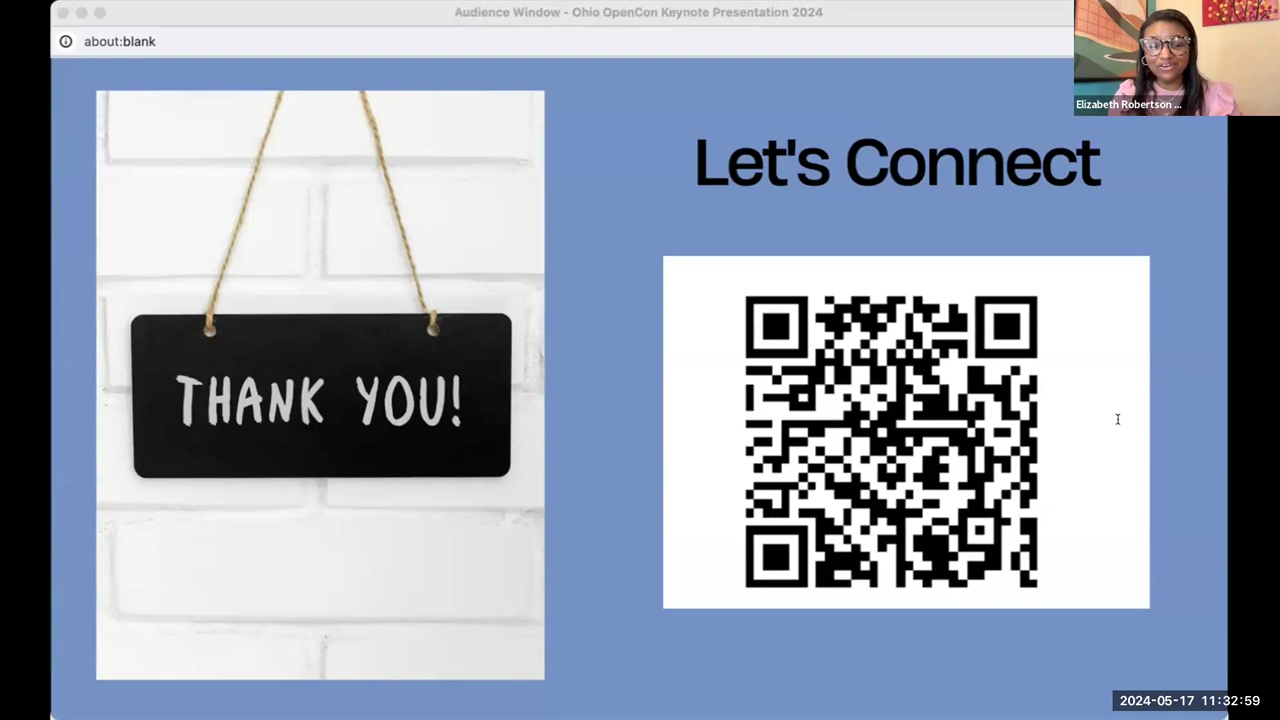 Audience Window - Ohio OpenCon Keynote Presentation 2024
about:blank
Elizabeth Robertson ...
Let's Connect
THANK YOU!
2024-05-17 11:32:59